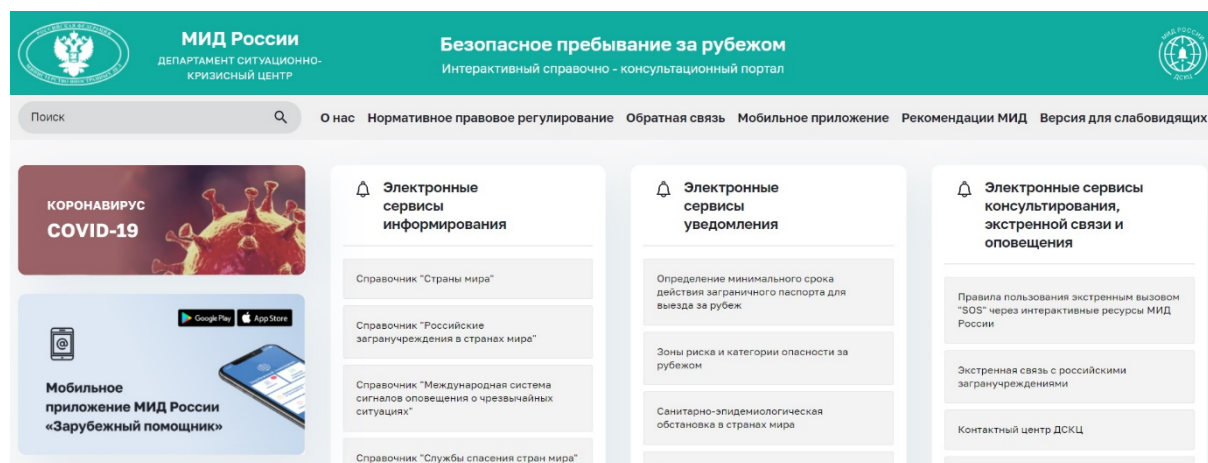 МИД России
ДЕПАРТАМЕНТ СИТУАЦИОННО-
КРИЗИСНЫЙ ЦЕНТР
Безопасное пребывание за рубежом
Интерактивный справочно - консультационный портал
МИД РОССИИ
ДСКЦ
Поиск
О нас Нормативное правовое регулирование Обратная связь Мобильное приложение Рекомендации МИД Версия для слабовидящих
КОРОНАВИРУС
COVID-19
Google Play App Store
Мобильное
приложение МИД России
«Зарубежный помощник»
Электронные
сервисы
информирования
Справочник "Страны мира"
Справочник "Российские
загранучреждения в странах мира"
Справочник "Международная система
сигналов оповещения о чрезвычайных
ситуациях"
Справочник "Службы спасения стран мира"
Электронные
сервисы
уведомления
Определение минимального срока
действия заграничного паспорта для
выезда за рубеж
Зоны риска и категории опасности за
рубежом
Санитарно-эпидемиологическая
обстановка в странах мира
Электронные сервисы
консультирования,
экстренной связи и
оповещения
Правила пользования экстренным вызовом
"SOS" через интерактивные ресурсы МИД
России
Экстренная связь с российскими
загранучреждениями
Контактный центр ДСКЦ